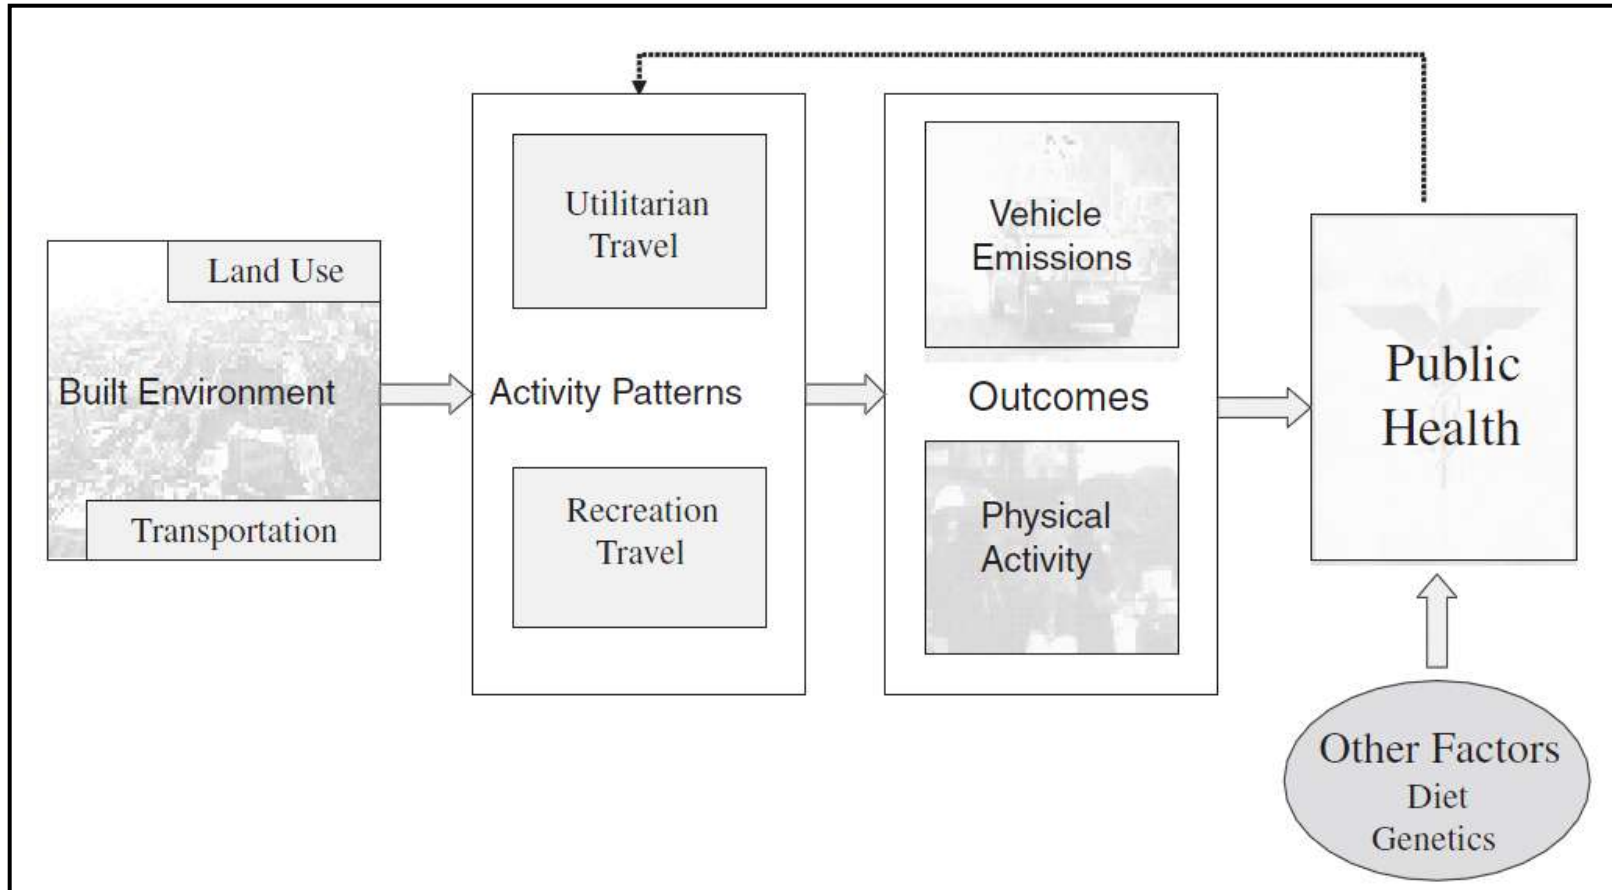 Land Use
Built Environment
Transportation
Utilitarian
Travel
Activity Patterns
Recreation
Travel
Vehicle
Emissions
Outcomes
Physical
Activity
Public
Health
Other Factors
Diet
Genetics